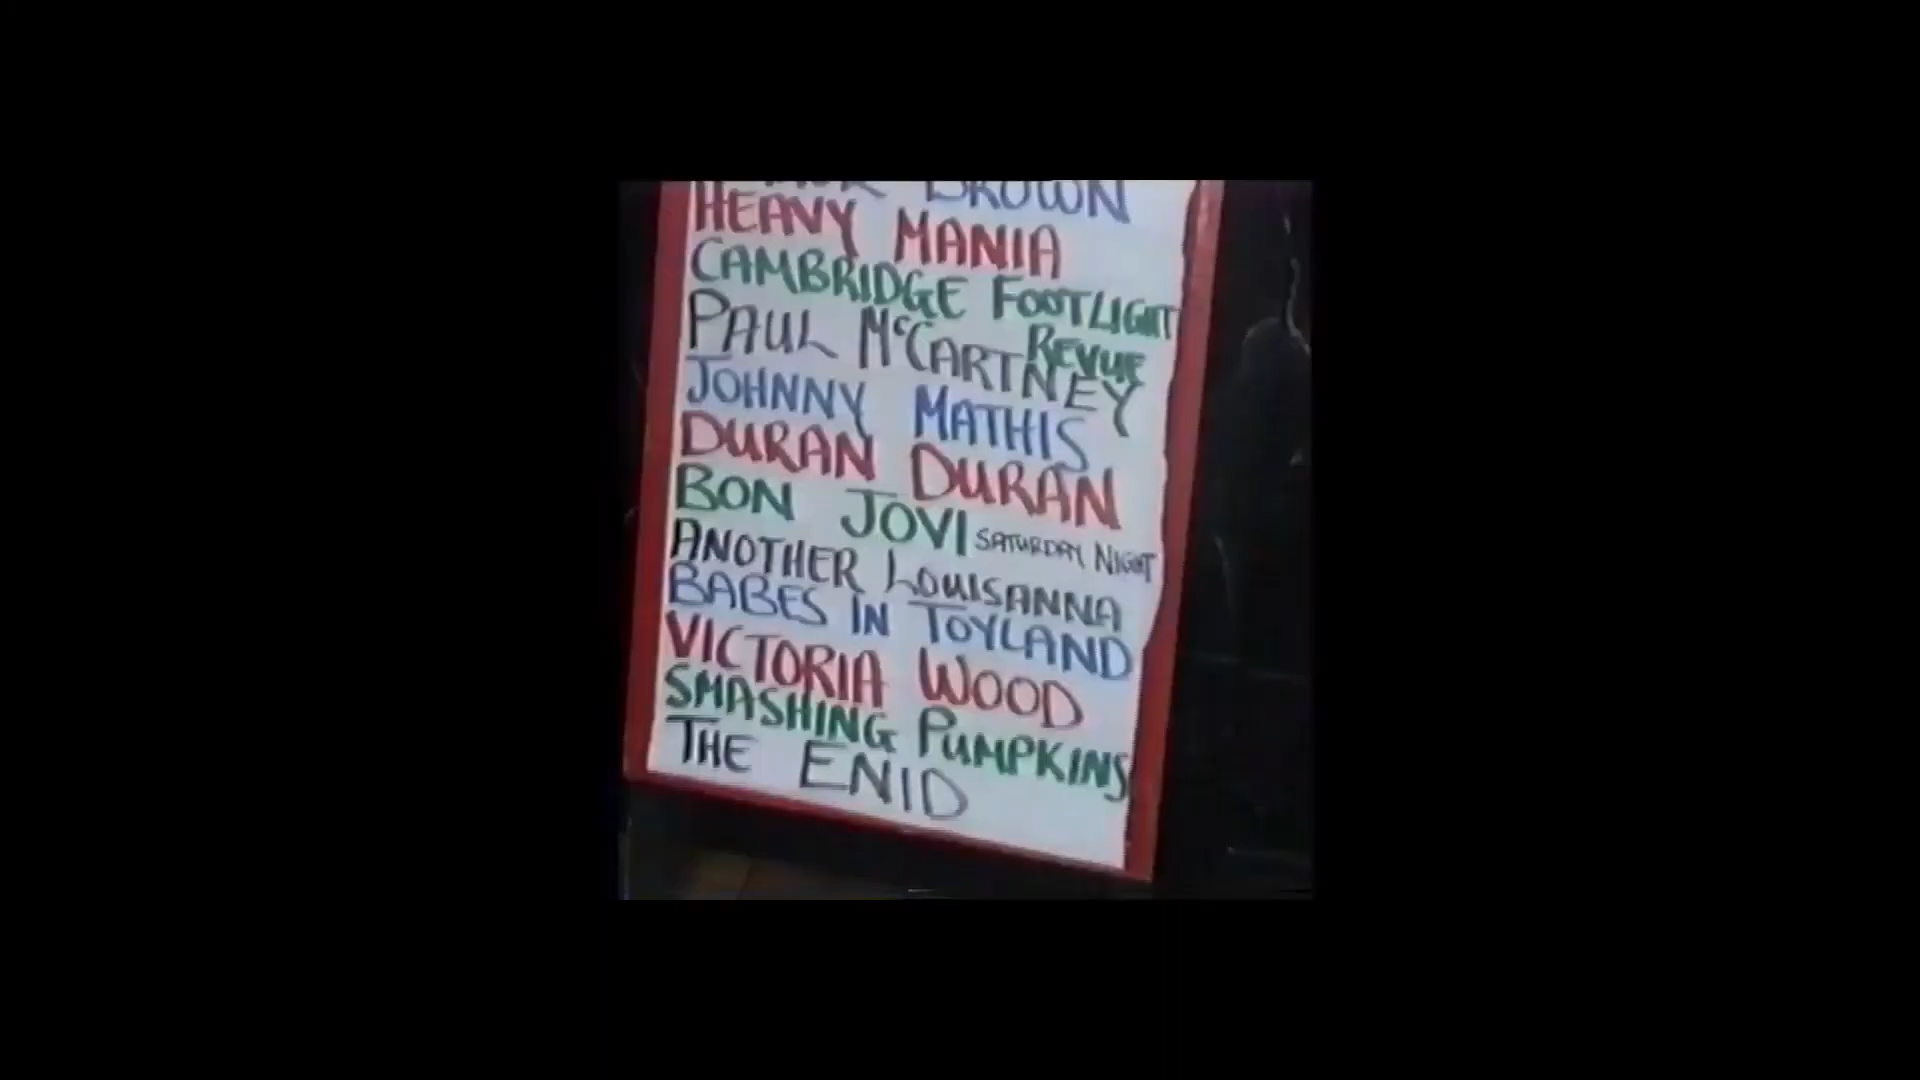 BROWN
HEAVY MANIA
CAMBRIDGE FOOTLIGHT
REVUE
PAUL McCARTNEY
JOHNNY MATHIS
DURAN DURAN
BON JOVI
SATURDAY NIGHT
ANOTHER LOUISANNA
BABES IN TOYLAND
VICTORIA WOOD
SMASHING PUMPKINS
THE ENID